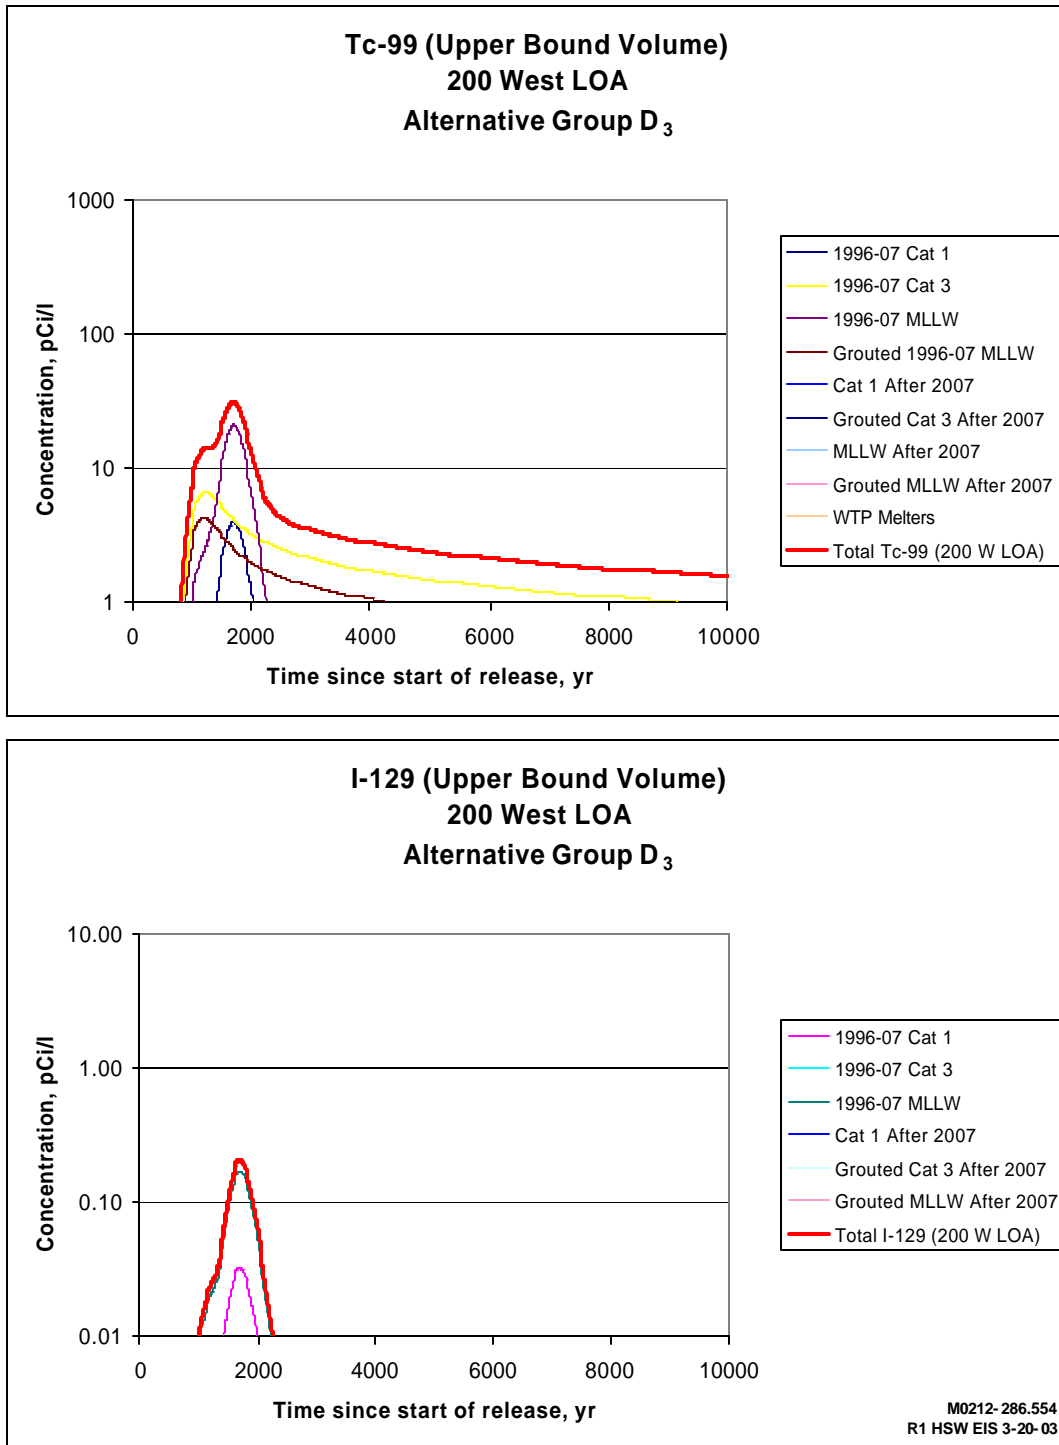 Tc-99 (Upper Bound Volume)
200 West LOA
Alternative Group D3
Concentration, pCi/l
1000
100
10
1
0
2000
4000
6000
8000
10000
Time since start of release, yr
1996-07 Cat 1
1996-07 Cat 3
1996-07 MLLW
Grouted 1996-07 MLLW
Cat 1 After 2007
Grouted Cat 3 After 2007
MLLW After 2007
Grouted MLLW After 2007
WTP Melters
Total Tc-99 (200 W LOA)
I-129 (Upper Bound Volume)
200 West LOA
Alternative Group D3
Concentration, pCi/l
10.00
1.00
0.10
0.01
0
2000
4000
6000
8000
10000
Time since start of release, yr
1996-07 Cat 1
1996-07 Cat 3
1996-07 MLLW
Cat 1 After 2007
Grouted Cat 3 After 2007
Grouted MLLW After 2007
Total I-129 (200 W LOA)
M0212-286.554
R1 HSW EIS 3-20-03